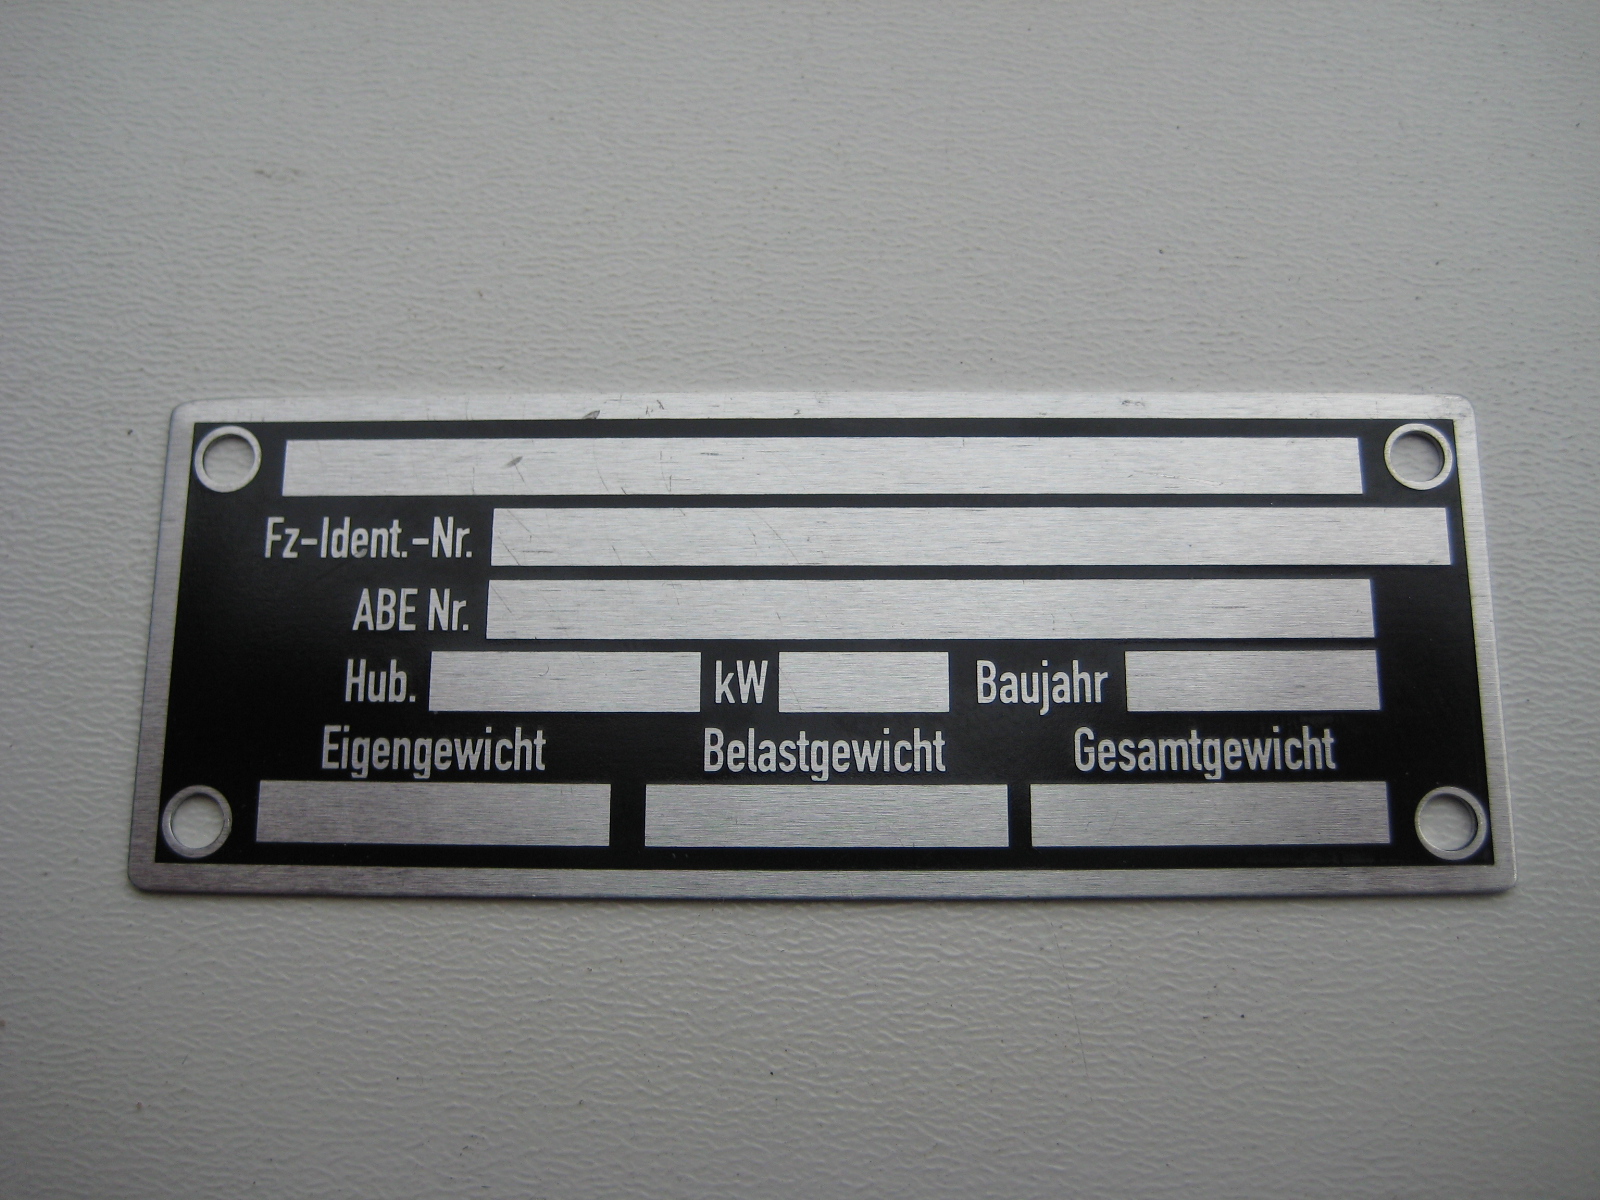 Fz-Ident.-Nr.
ABE Nr.
Hub. kW Baujahr
Eigengewicht Belastgewicht Gesamtgewicht